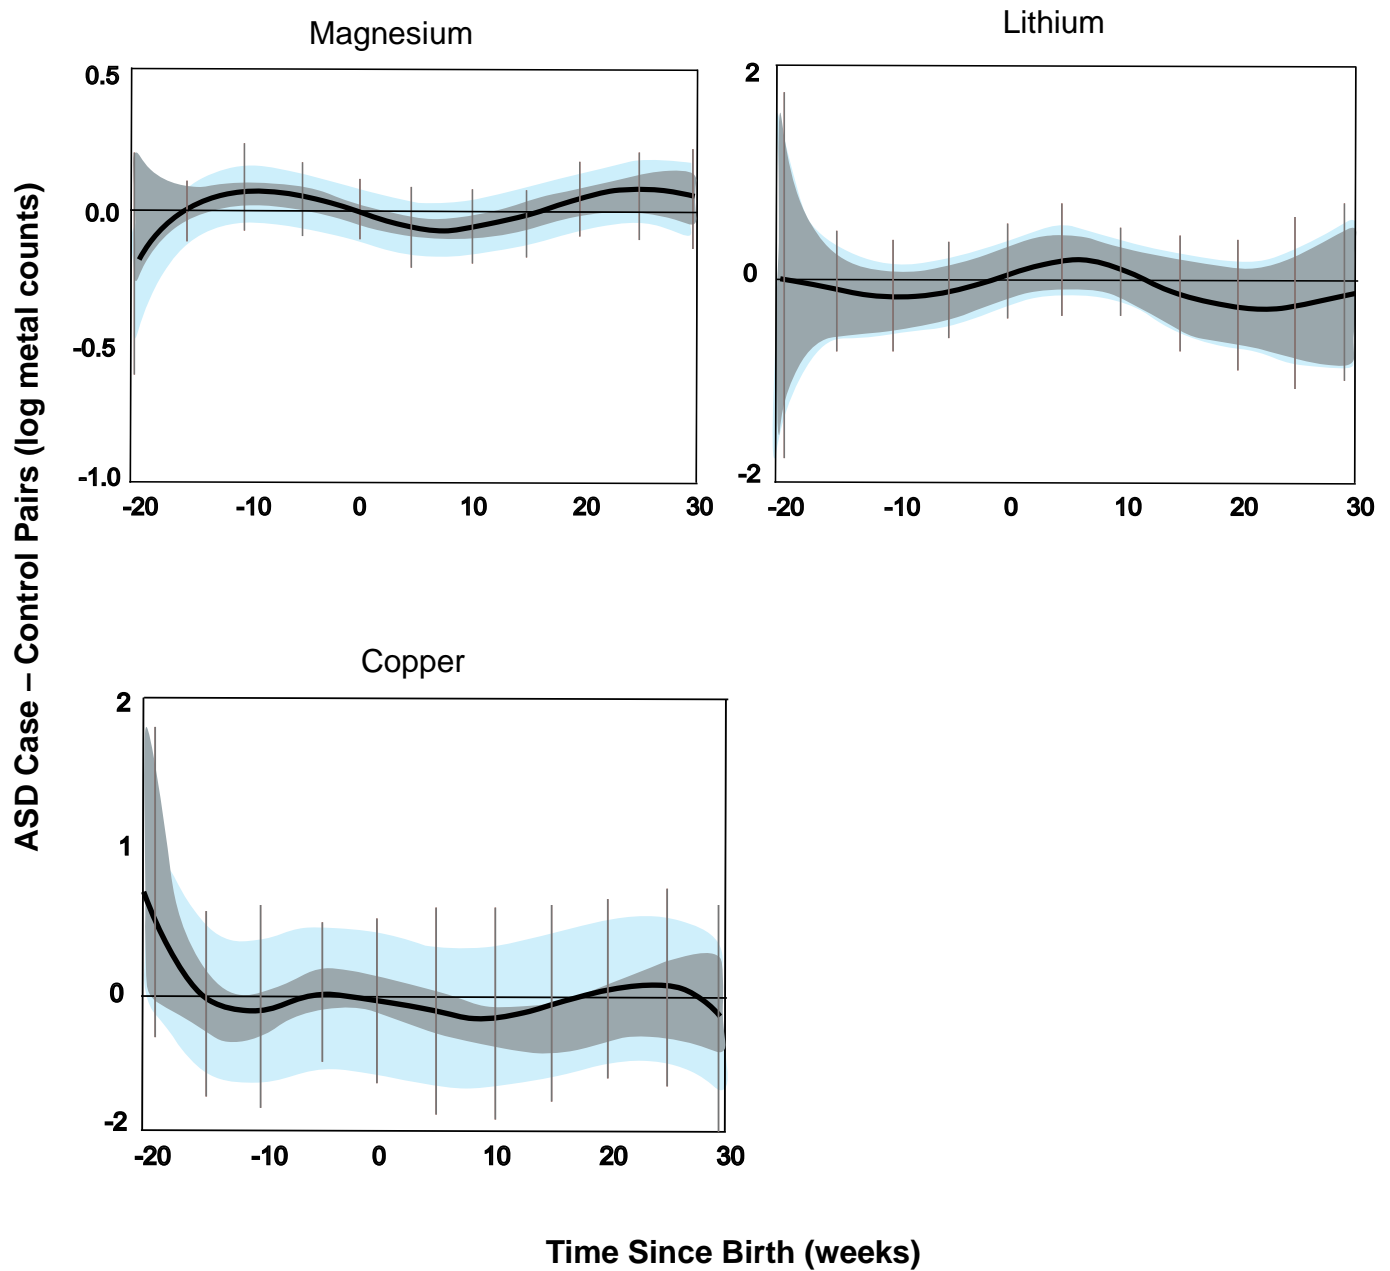 Magnesium
Lithium
ASD Case – Control Pairs (log metal counts)
0.5
0.0
-0.5
-1.0
-20 -10 0 10 20 30
2
0
-2
-20 -10 0 10 20 30
Copper
2
1
0
-2
-20 -10 0 10 20 30
Time Since Birth (weeks)